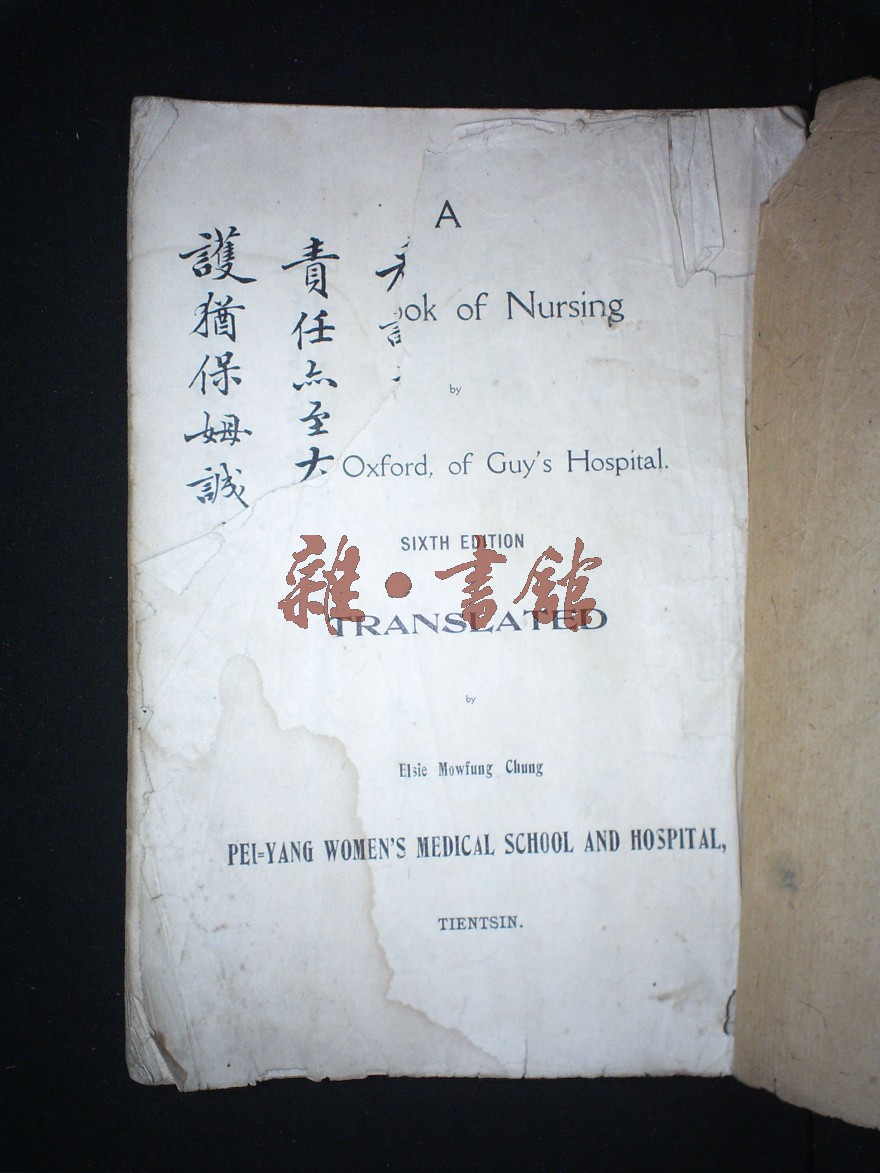 A
ook of Nursing
by
Oxford, of Guy's Hospital.
SIXTH EDITION
TRANSLATED
by
Elsie Mowfung Chung
PEI=YANG WOMEN'S MEDICAL SCHOOL AND HOSPITAL,
TIENTSIN.
責任亦至大
護猶保姆誠
雜·書館